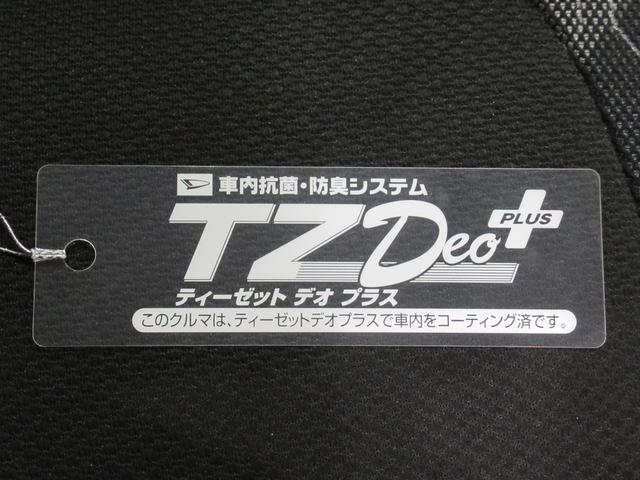 車内抗菌・防臭システム
TZ Deo PLUS
ティーゼット デオ プラス
このクルマは、ティーゼットデオプラスで車内をコーティング済です。